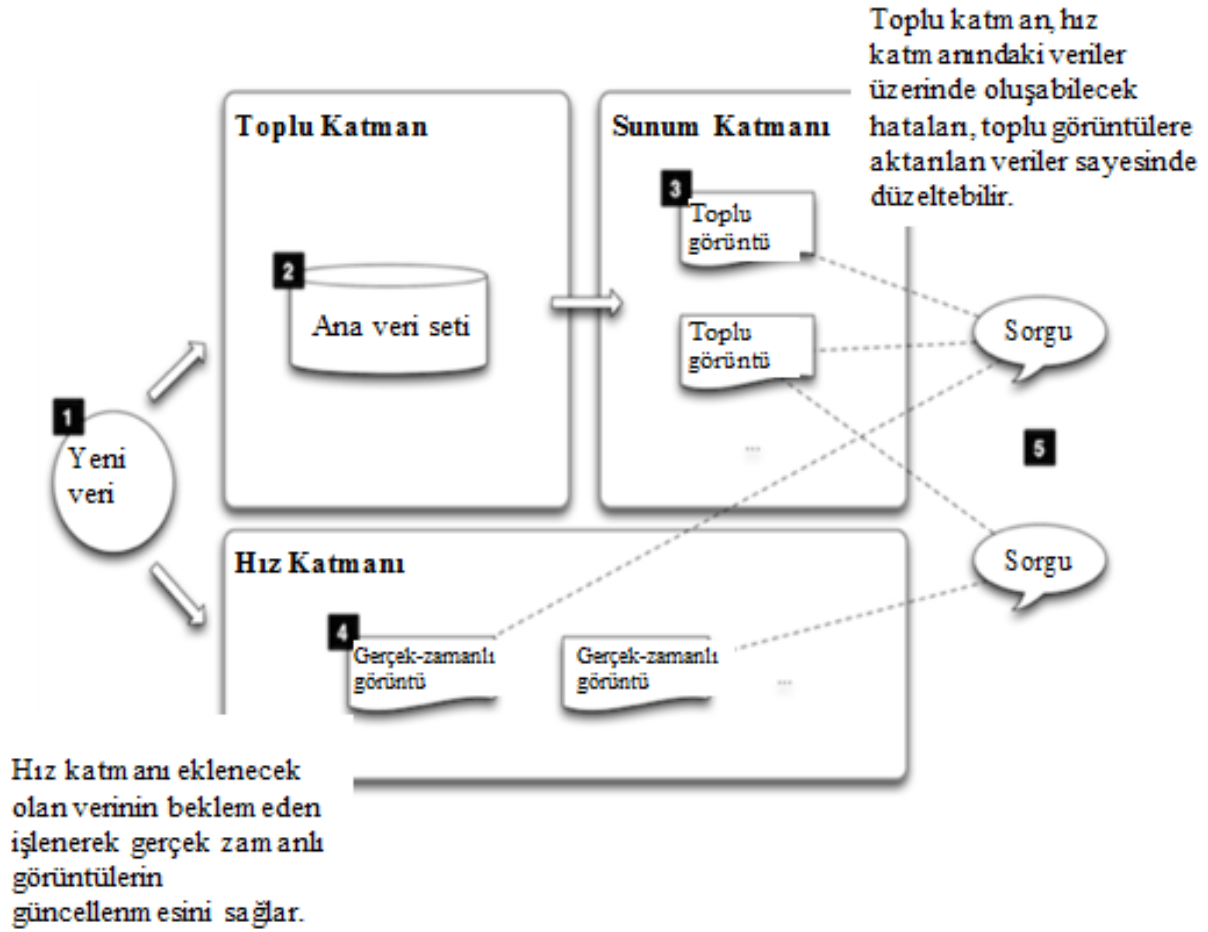 Toplu katman, hız
katmanındaki veriler
üzerinde oluşabilecek
hataları, toplu görüntülere
aktarılan veriler sayesinde
düzeltebilir.
Toplu Katman
Sunum Katmanı
3
Toplu
görüntü
2
Ana veri seti
Toplu
görüntü
Sorgu
1
Yeni
veri
...
5
Hız Katmanı
Sorgu
4
Gerçek-zamanlı
görüntü
Gerçek-zamanlı
görüntü
...
Hız katmanı eklenecek
olan verinin beklemeden
işlenerek gerçek zamanlı
görüntülerin
güncellenmesini sağlar.